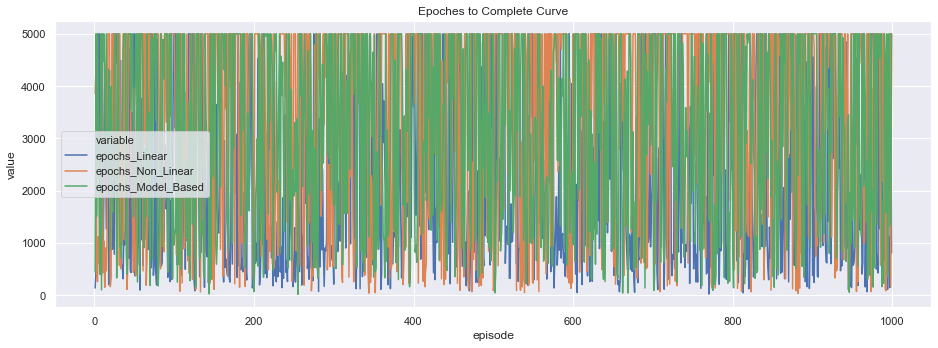 Epoches to Complete Curve
5000
4000
3000
2000
1000
0
value
variable
epochs_Linear
epochs_Non_Linear
epochs_Model_Based
0 200 400 600 800 1000
episode